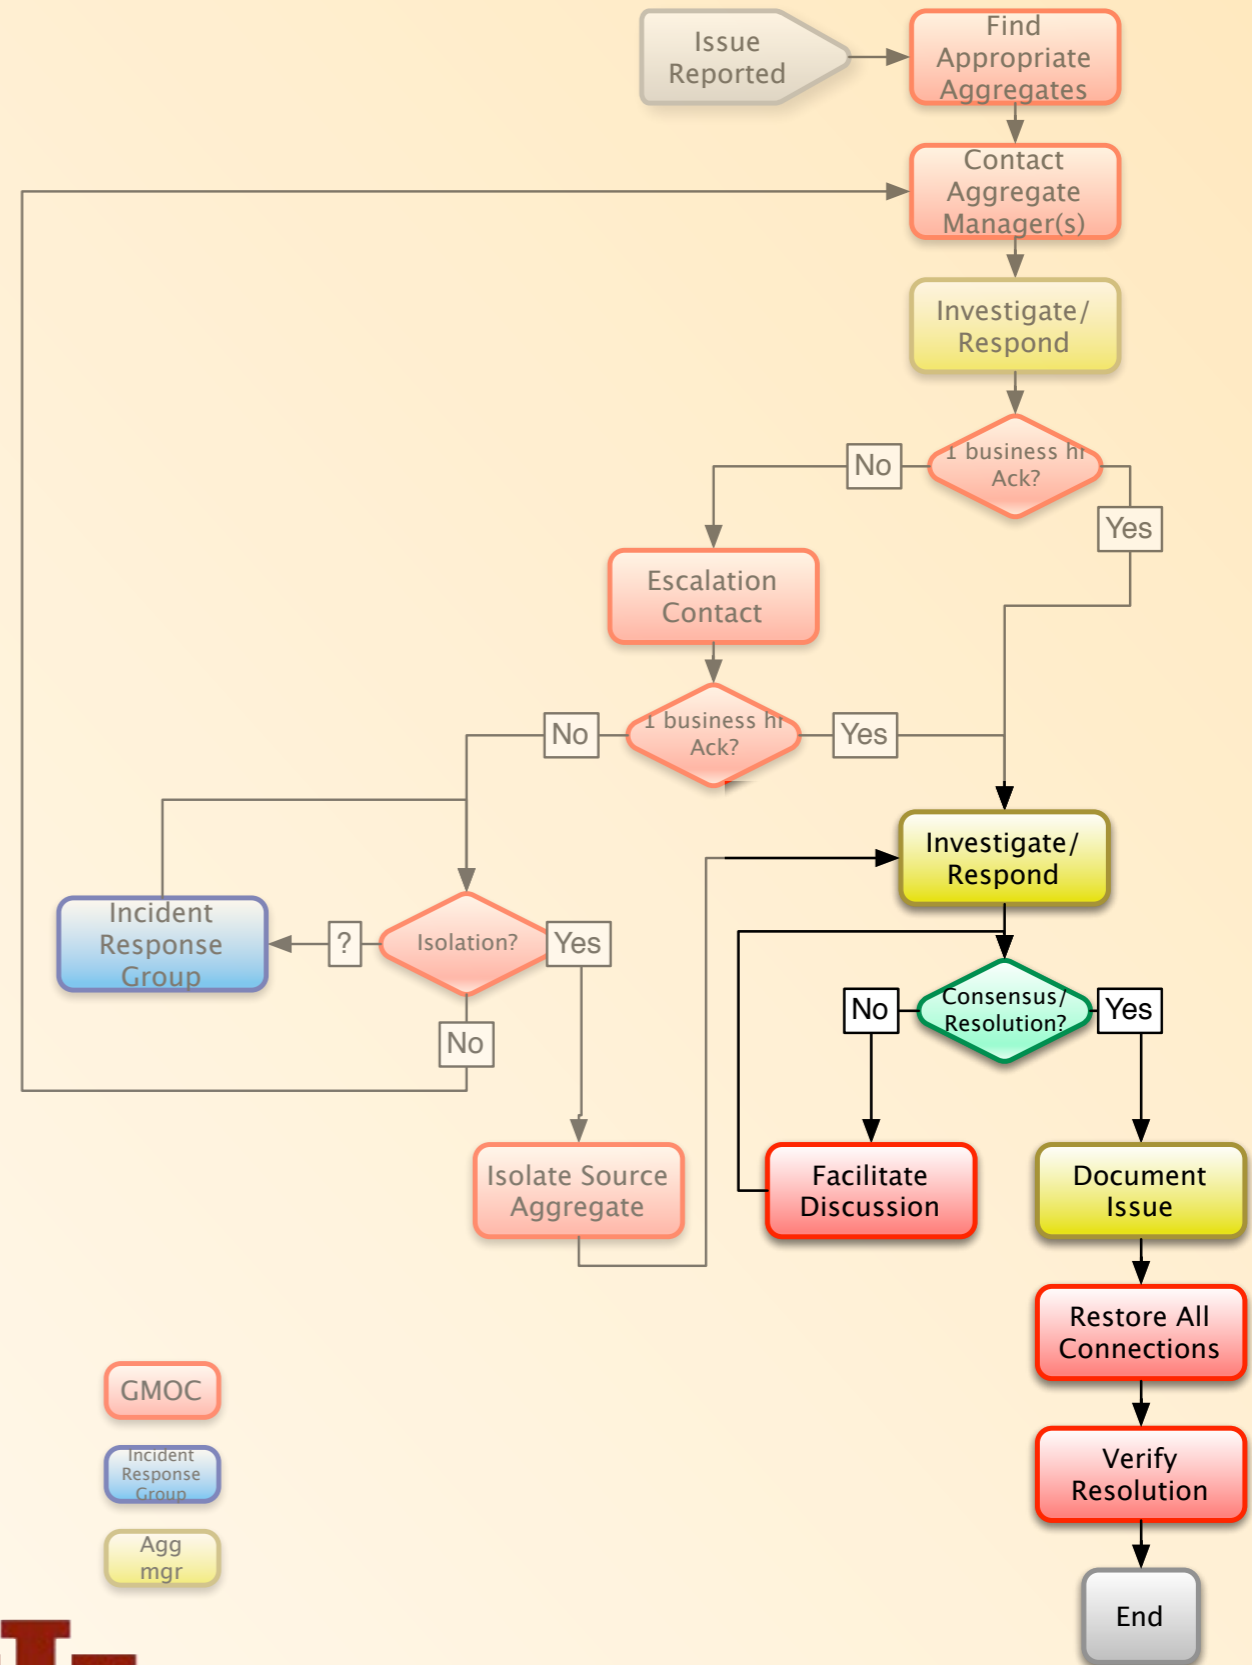 Issue
Reported
Find
Appropriate
Aggregates
Contact
Aggregate
Manager(s)
Investigate/
Respond
1 business hr
Ack?
No
Yes
Escalation
Contact
1 business hr
Ack?
No
Yes
Investigate/
Respond
Incident
Response
Group
?
Isolation?
Yes
No
Consensus/
Resolution?
No
Yes
Isolate Source
Aggregate
Facilitate
Discussion
Document
Issue
Restore All
Connections
Verify
Resolution
End
GMOC
Incident
Response
Group
Agg
mgr